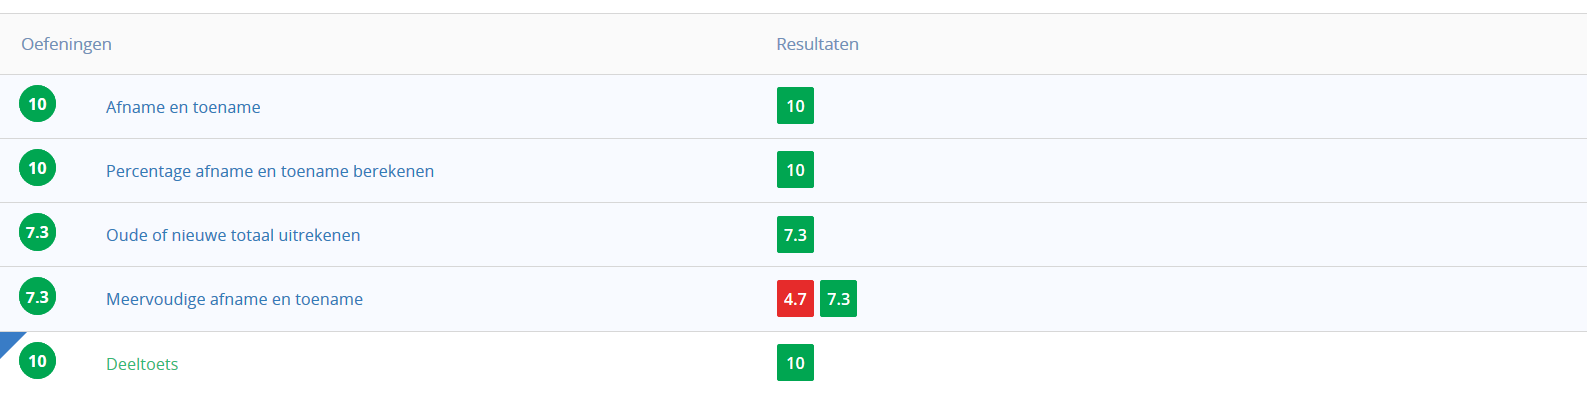 Oefeningen Resultaten
10 Afname en toename 10
10 Percentage afname en toename berekenen 10
7.3 Oude of nieuwe totaal uitrekenen 7.3
7.3 Meervoudige afname en toename 4.7 7.3
10 Deeltoets 10